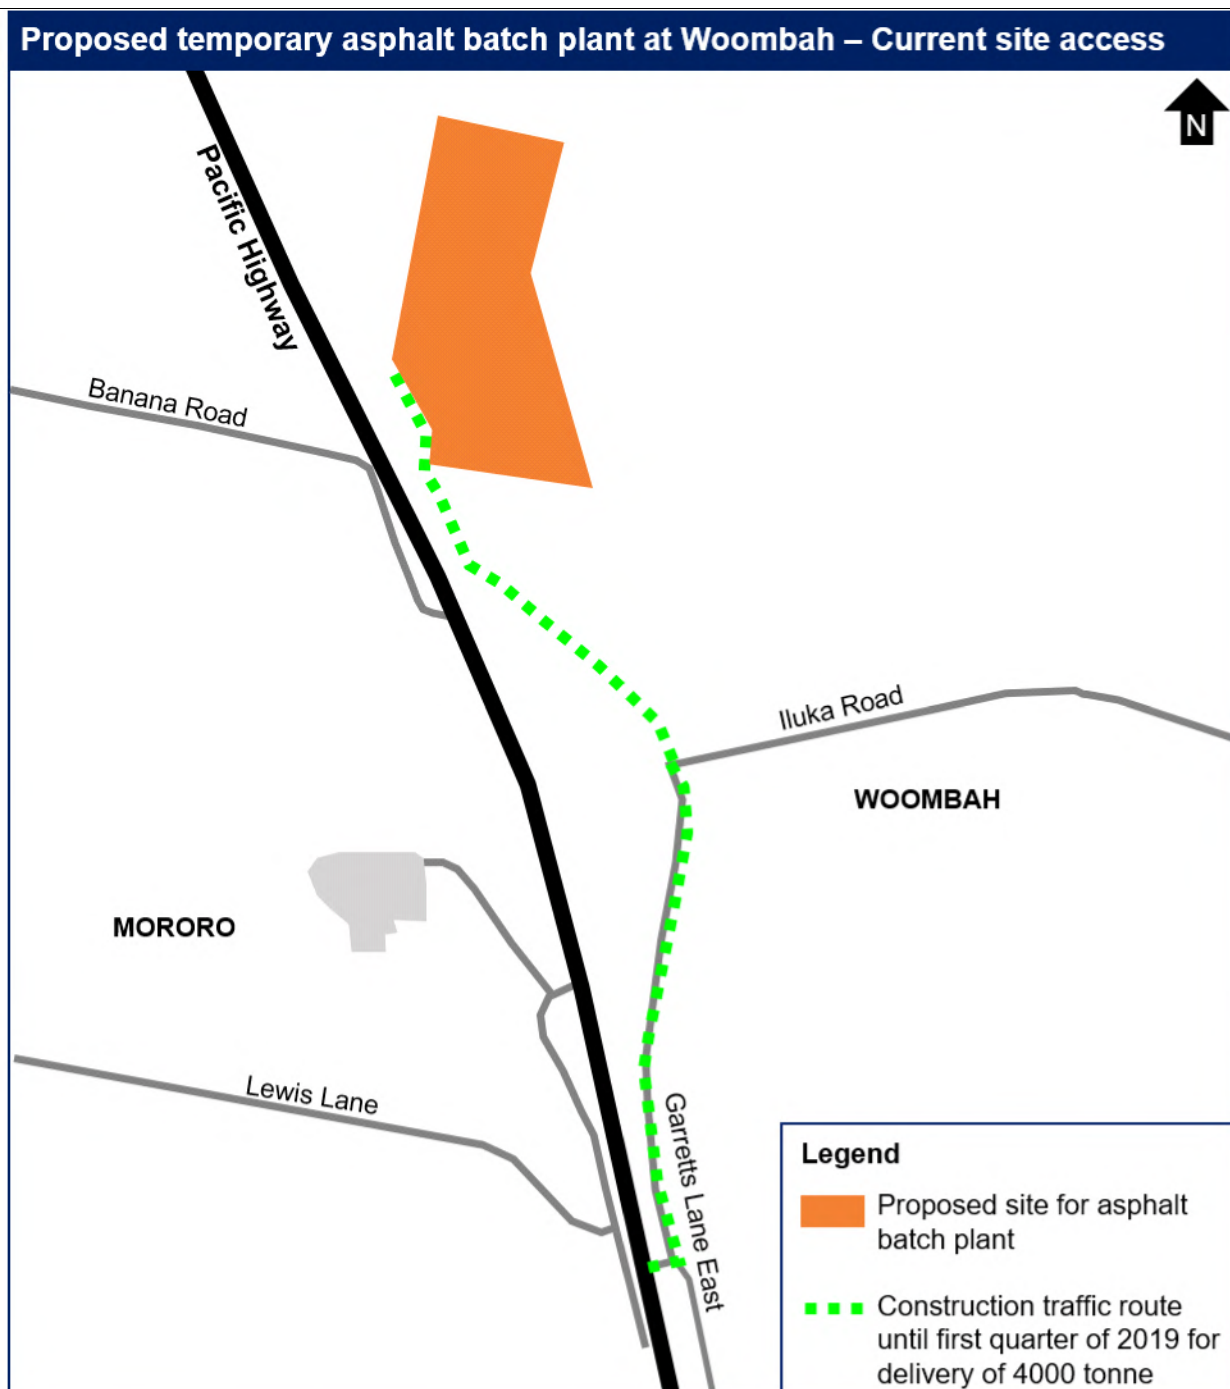 Proposed temporary asphalt batch plant at Woombah – Current site access
N
Pacific Highway
Banana Road
Iluka Road
WOOMBAH
MORORO
Lewis Lane
Garretts Lane East
Legend
Proposed site for asphalt
batch plant
Construction traffic route
until first quarter of 2019 for
delivery of 4000 tonne